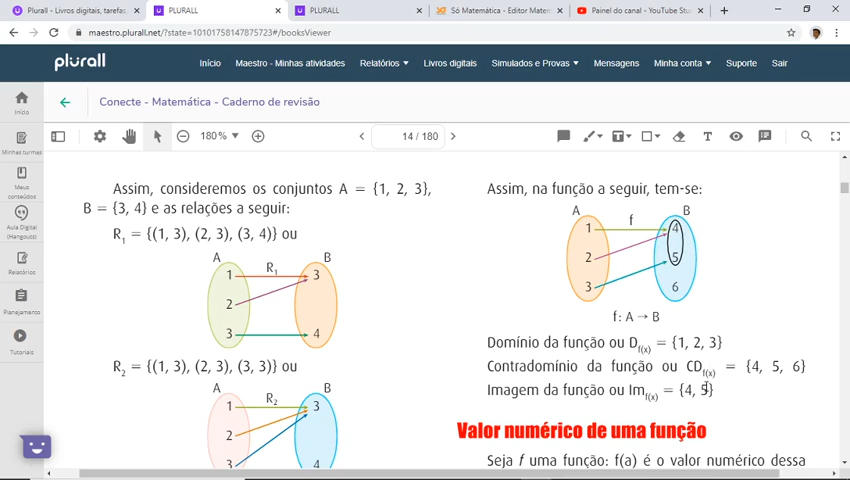 Plurall - Livros digitais, tarefas
PLURALL
PLURALL
Só Matemática - Editor Matem
Painel do canal - YouTube Stu
maestro.plurall.net/?state=10101758147875723#/booksViewer
plurall
Início
Maestro - Minhas atividades
Relatórios
Livros digitais
Simulados e Provas
Mensagens
Minha conta
Suporte
Sair
Início
Minhas turmas
Meus conteúdos
Aula Digital (Hangouts)
Relatórios
Planejamento
Tutoriais
Conecte - Matemática - Caderno de revisão
180%
14 / 180
T
T
Assim, consideremos os conjuntos A = {1, 2, 3},
B = {3, 4} e as relações a seguir:
R₁ = {(1, 3), (2, 3), (3, 4)} ou
A R₁ B
1 3
2
3 4
R₂ = {(1, 3), (2, 3), (3, 3)} ou
A R₂ B
1 3
2
3 4
Assim, na função a seguir, tem-se:
A f B
1 4
2 5
3 6
f: A → B
Domínio da função ou D f(x) = {1, 2, 3}
Contradomínio da função ou CD f(x) = {4, 5, 6}
Imagem da função ou Im f(x) = {4, 5}
Valor numérico de uma função
Seja f uma função: f(a) é o valor numérico dessa